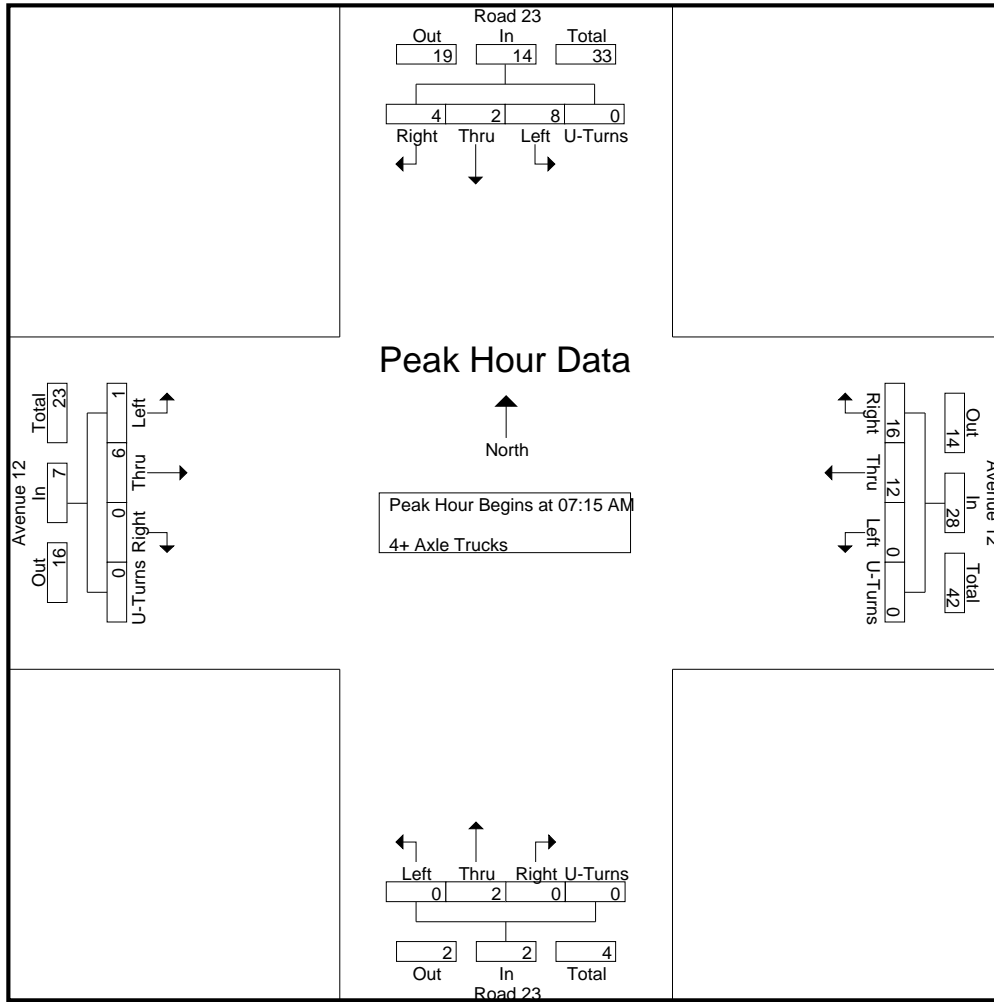 Road 23
Out In Total
19 14 33
4 2 8 0
Right Thru Left U-Turns
Peak Hour Data
North
Peak Hour Begins at 07:15 AM
4+ Axle Trucks
Avenue 12
Out In Total
16 7 23
0 0 6 1
U-Turns Right Thru Left
Avenue 12
Out In Total
14 28 42
16 12 0 0
Right Thru Left U-Turns
Left Thru Right U-Turns
0 2 0 0
2 2 4
Out In Total
Road 23